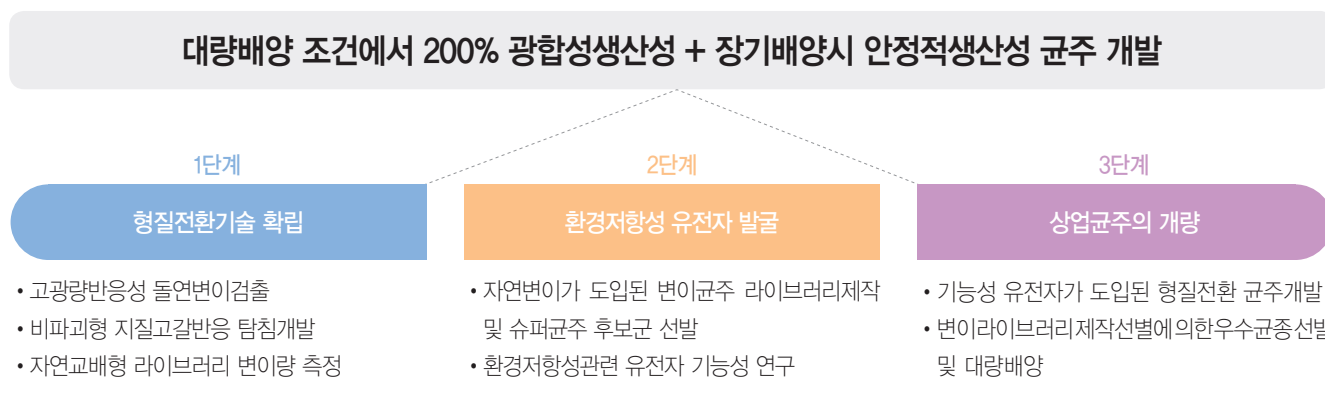 대량배양 조건에서 200% 광합성생산성 + 장기배양시 안정적생산성 균주 개발
1단계
형질전환기술 확립
• 고광량반응성 돌연변이검출
• 비파괴형 지질고갈반응 탐침개발
• 자연교배형 라이브러리 변이량 측정
2단계
환경저항성 유전자 발굴
• 자연변이가 도입된 변이균주 라이브러리제작
및 슈퍼균주 후보군 선발
• 환경저항성관련 유전자 기능성 연구
3단계
상업균주의 개량
• 기능성 유전자가 도입된 형질전환 균주개발
• 변이라이브러리제작선별에의한우수균종선발
및 대량배양